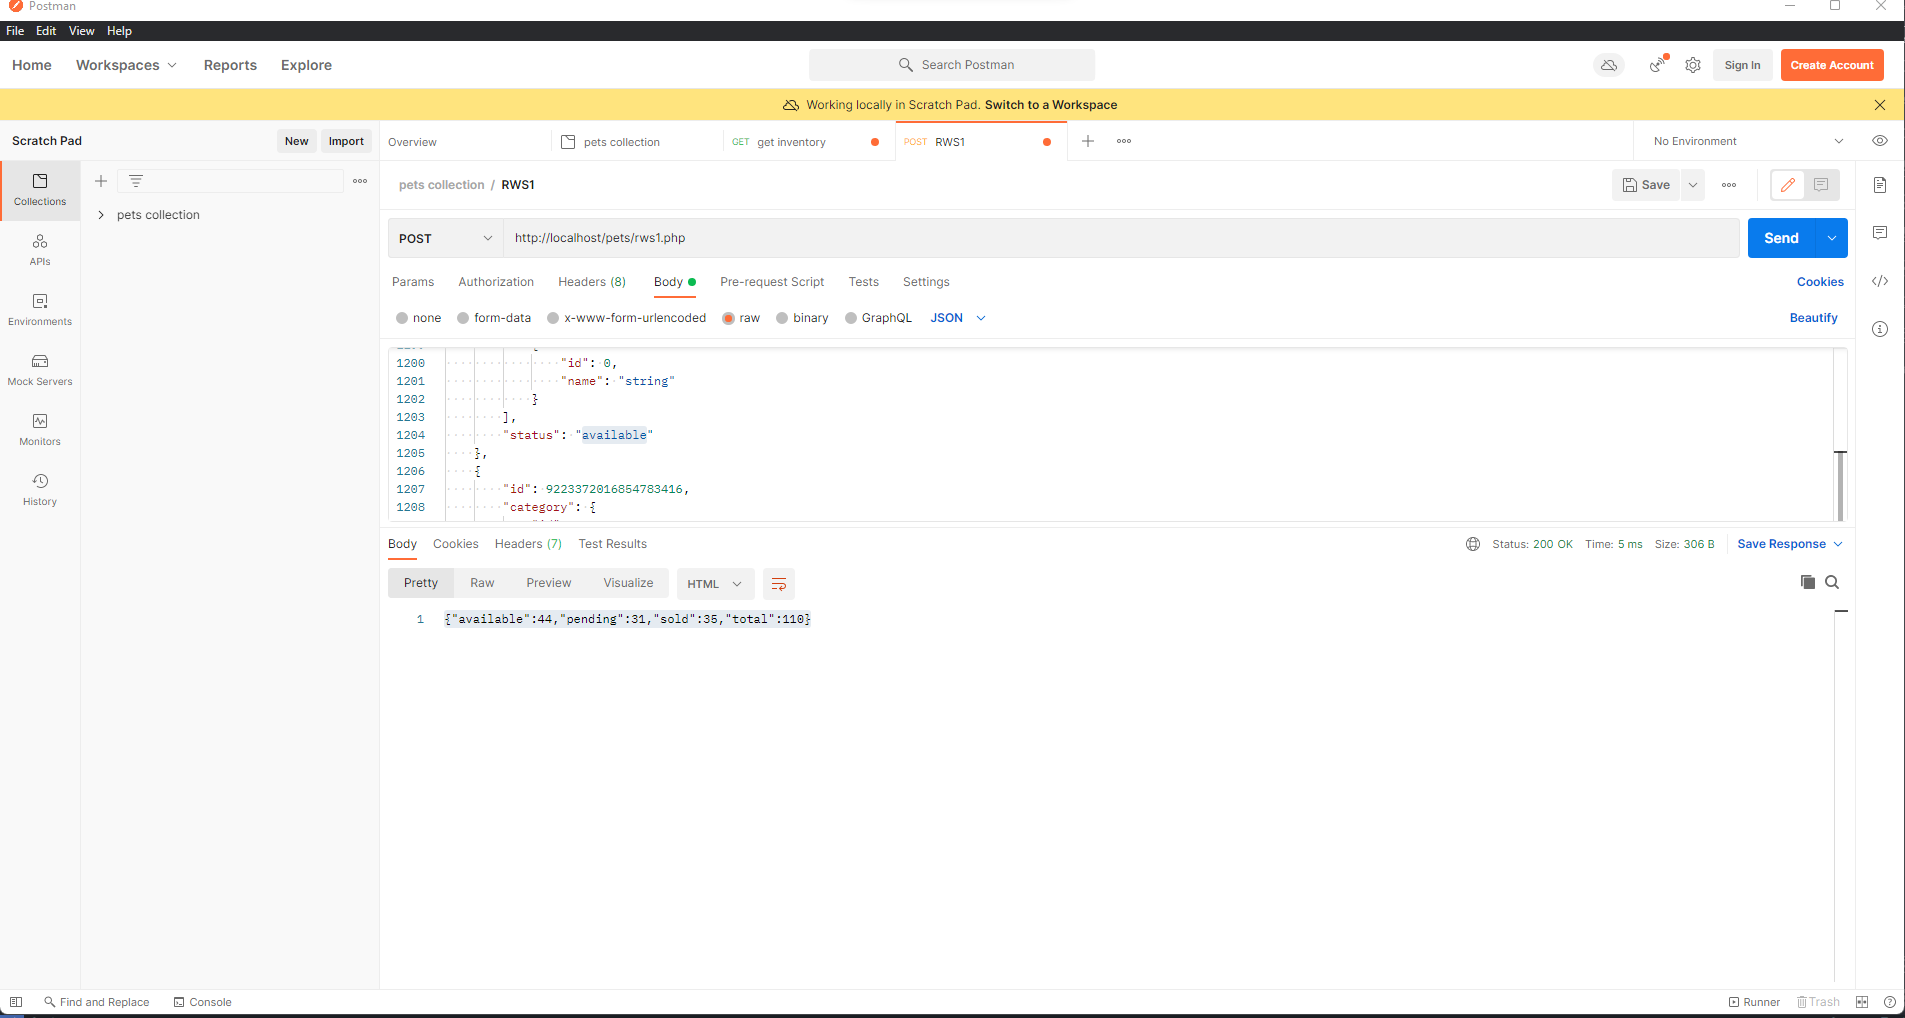 Postman
File Edit View Help
Home Workspaces Reports Explore Search Postman Sign In Create Account
Working locally in Scratch Pad. Switch to a Workspace
Scratch Pad New Import Overview pets collection GET get inventory POST RWS1 No Environment
pets collection / RWS1 Save
Collections
pets collection
APIs
Environments
Mock Servers
Monitors
History
POST http://localhost/pets/rws1.php Send
Params Authorization Headers (8) Body Pre-request Script Tests Settings Cookies
none form-data x-www-form-urlencoded raw binary GraphQL JSON Beautify
1200 "id": 0,
1201 "name": "string"
1202 }
1203 ],
1204 "status": "available"
1205 },
1206 {
1207 "id": 9223372016854783416,
1208 "category": {
Body Cookies Headers (7) Test Results Status: 200 OK Time: 5 ms Size: 306 B Save Response
Pretty Raw Preview Visualize HTML
1 {"available":44,"pending":31,"sold":35,"total":110}
Find and Replace Console Runner Trash